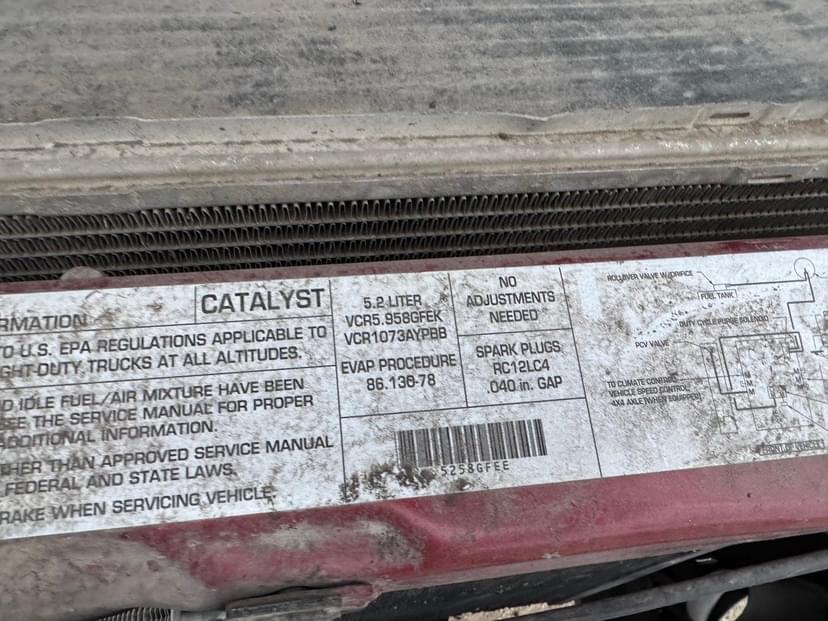 RMATION
CATALYST
TO U.S. EPA REGULATIONS APPLICABLE TO
GHT-DUTY TRUCKS AT ALL ALTITUDES.
D IDLE FUEL/AIR MIXTURE HAVE BEEN
SEE THE SERVICE MANUAL FOR PROPER
ADDITIONAL INFORMATION.
THER THAN APPROVED SERVICE MANUAL
FEDERAL AND STATE LAWS.
RAKE WHEN SERVICING VEHICLE.
5.2 LITER
VCR5.958GFEK
VCR1073AYPBB
EVAP PROCEDURE
86.130-78
NO
ADJUSTMENTS
NEEDED
SPARK PLUGS
RC12LC4
.040 in. GAP
5258GFEE
ROLLOVER VALVE W/ORIFICE
FUEL TANK
DUTY CYCLE PURGE SOLENOID
PCV VALVE
TO CLIMATE CONTROL
VEHICLE SPEED CONTROL
4X4 AXLE (WHEN EQUIPPED)